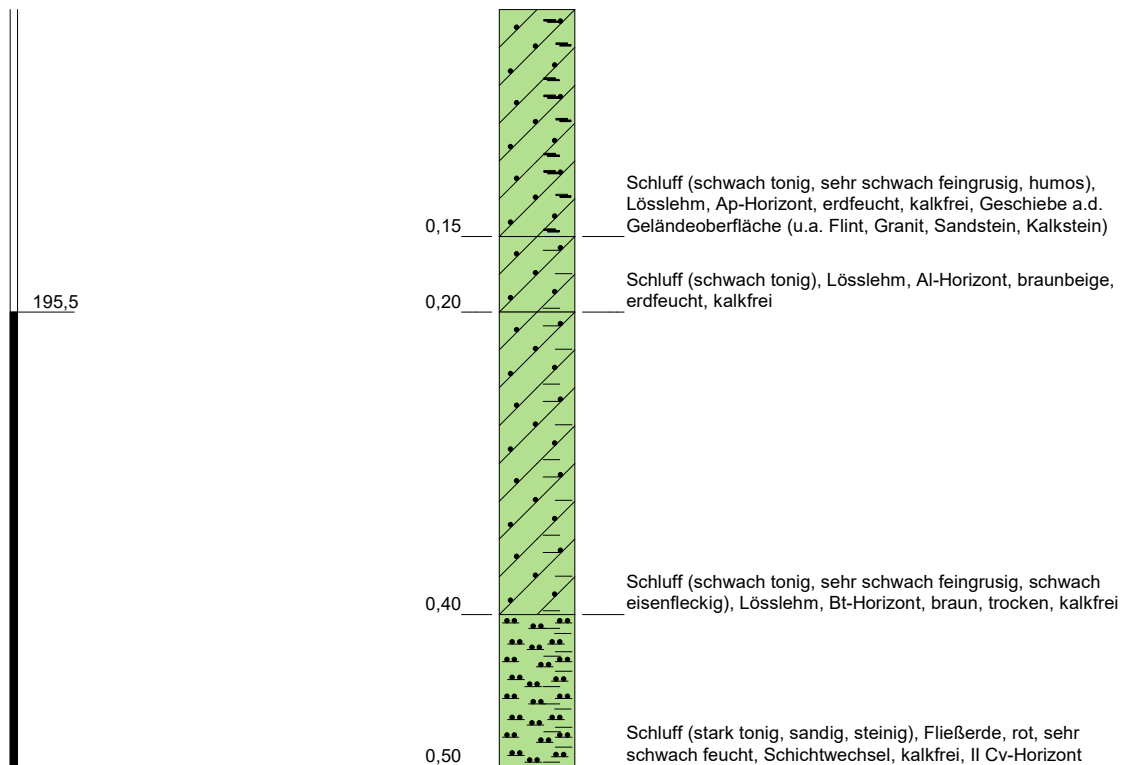 Schluff (schwach tonig, sehr schwach feingrusig, humos),
Lösslehm, Ap-Horizont, erdfeucht, kalkfrei, Geschiebe a.d.
Geländeoberfläche (u.a. Flint, Granit, Sandstein, Kalkstein)
0,15
Schluff (schwach tonig), Lösslehm, Al-Horizont, braunbeige,
erdfeucht, kalkfrei
195,5
0,20
Schluff (schwach tonig, sehr schwach feingrusig, schwach
eisenfleckig), Lösslehm, Bt-Horizont, braun, trocken, kalkfrei
0,40
Schluff (stark tonig, sandig, steinig), Fließerde, rot, sehr
schwach feucht, Schichtwechsel, kalkfrei, II Cv-Horizont
0,50